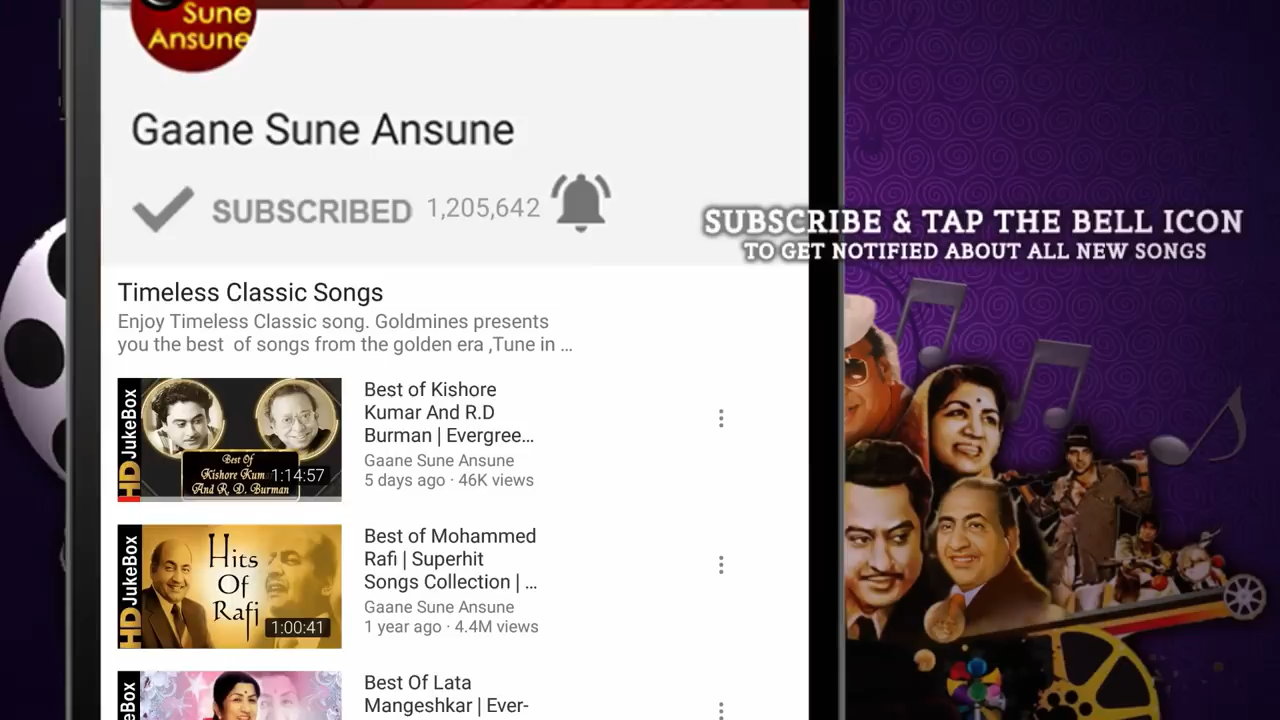 Sune
Ansune
Gaane Sune Ansune
SUBSCRIBED 1,205,642
SUBSCRIBE & TAP THE BELL ICON
TO GET NOTIFIED ABOUT ALL NEW SONGS
Timeless Classic Songs
Enjoy Timeless Classic song. Goldmines presents
you the best of songs from the golden era ,Tune in ...
HD JukeBox
Best Of
Kishore Kum
And R. D. Burman
1:14:57
Best of Kishore
Kumar And R.D
Burman | Evergree...
Gaane Sune Ansune
5 days ago · 46K views
HD JukeBox
Hits
Of
Rafi
1:00:41
Best of Mohammed
Rafi | Superhit
Songs Collection | ...
Gaane Sune Ansune
1 year ago · 4.4M views
keBox
Best Of Lata
Mangeshkar | Ever-